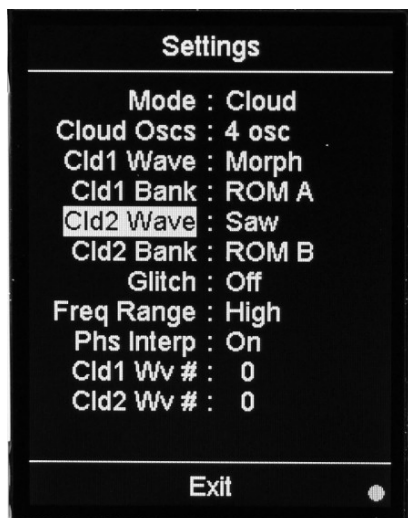 Settings
Mode : Cloud
Cloud Oscs : 4 osc
Cld1 Wave : Morph
Cld1 Bank : ROM A
Cld2 Wave : Saw
Cld2 Bank : ROM B
Glitch : Off
Freq Range : High
Phs Interp : On
Cld1 Wv # : 0
Cld2 Wv # : 0
Exit